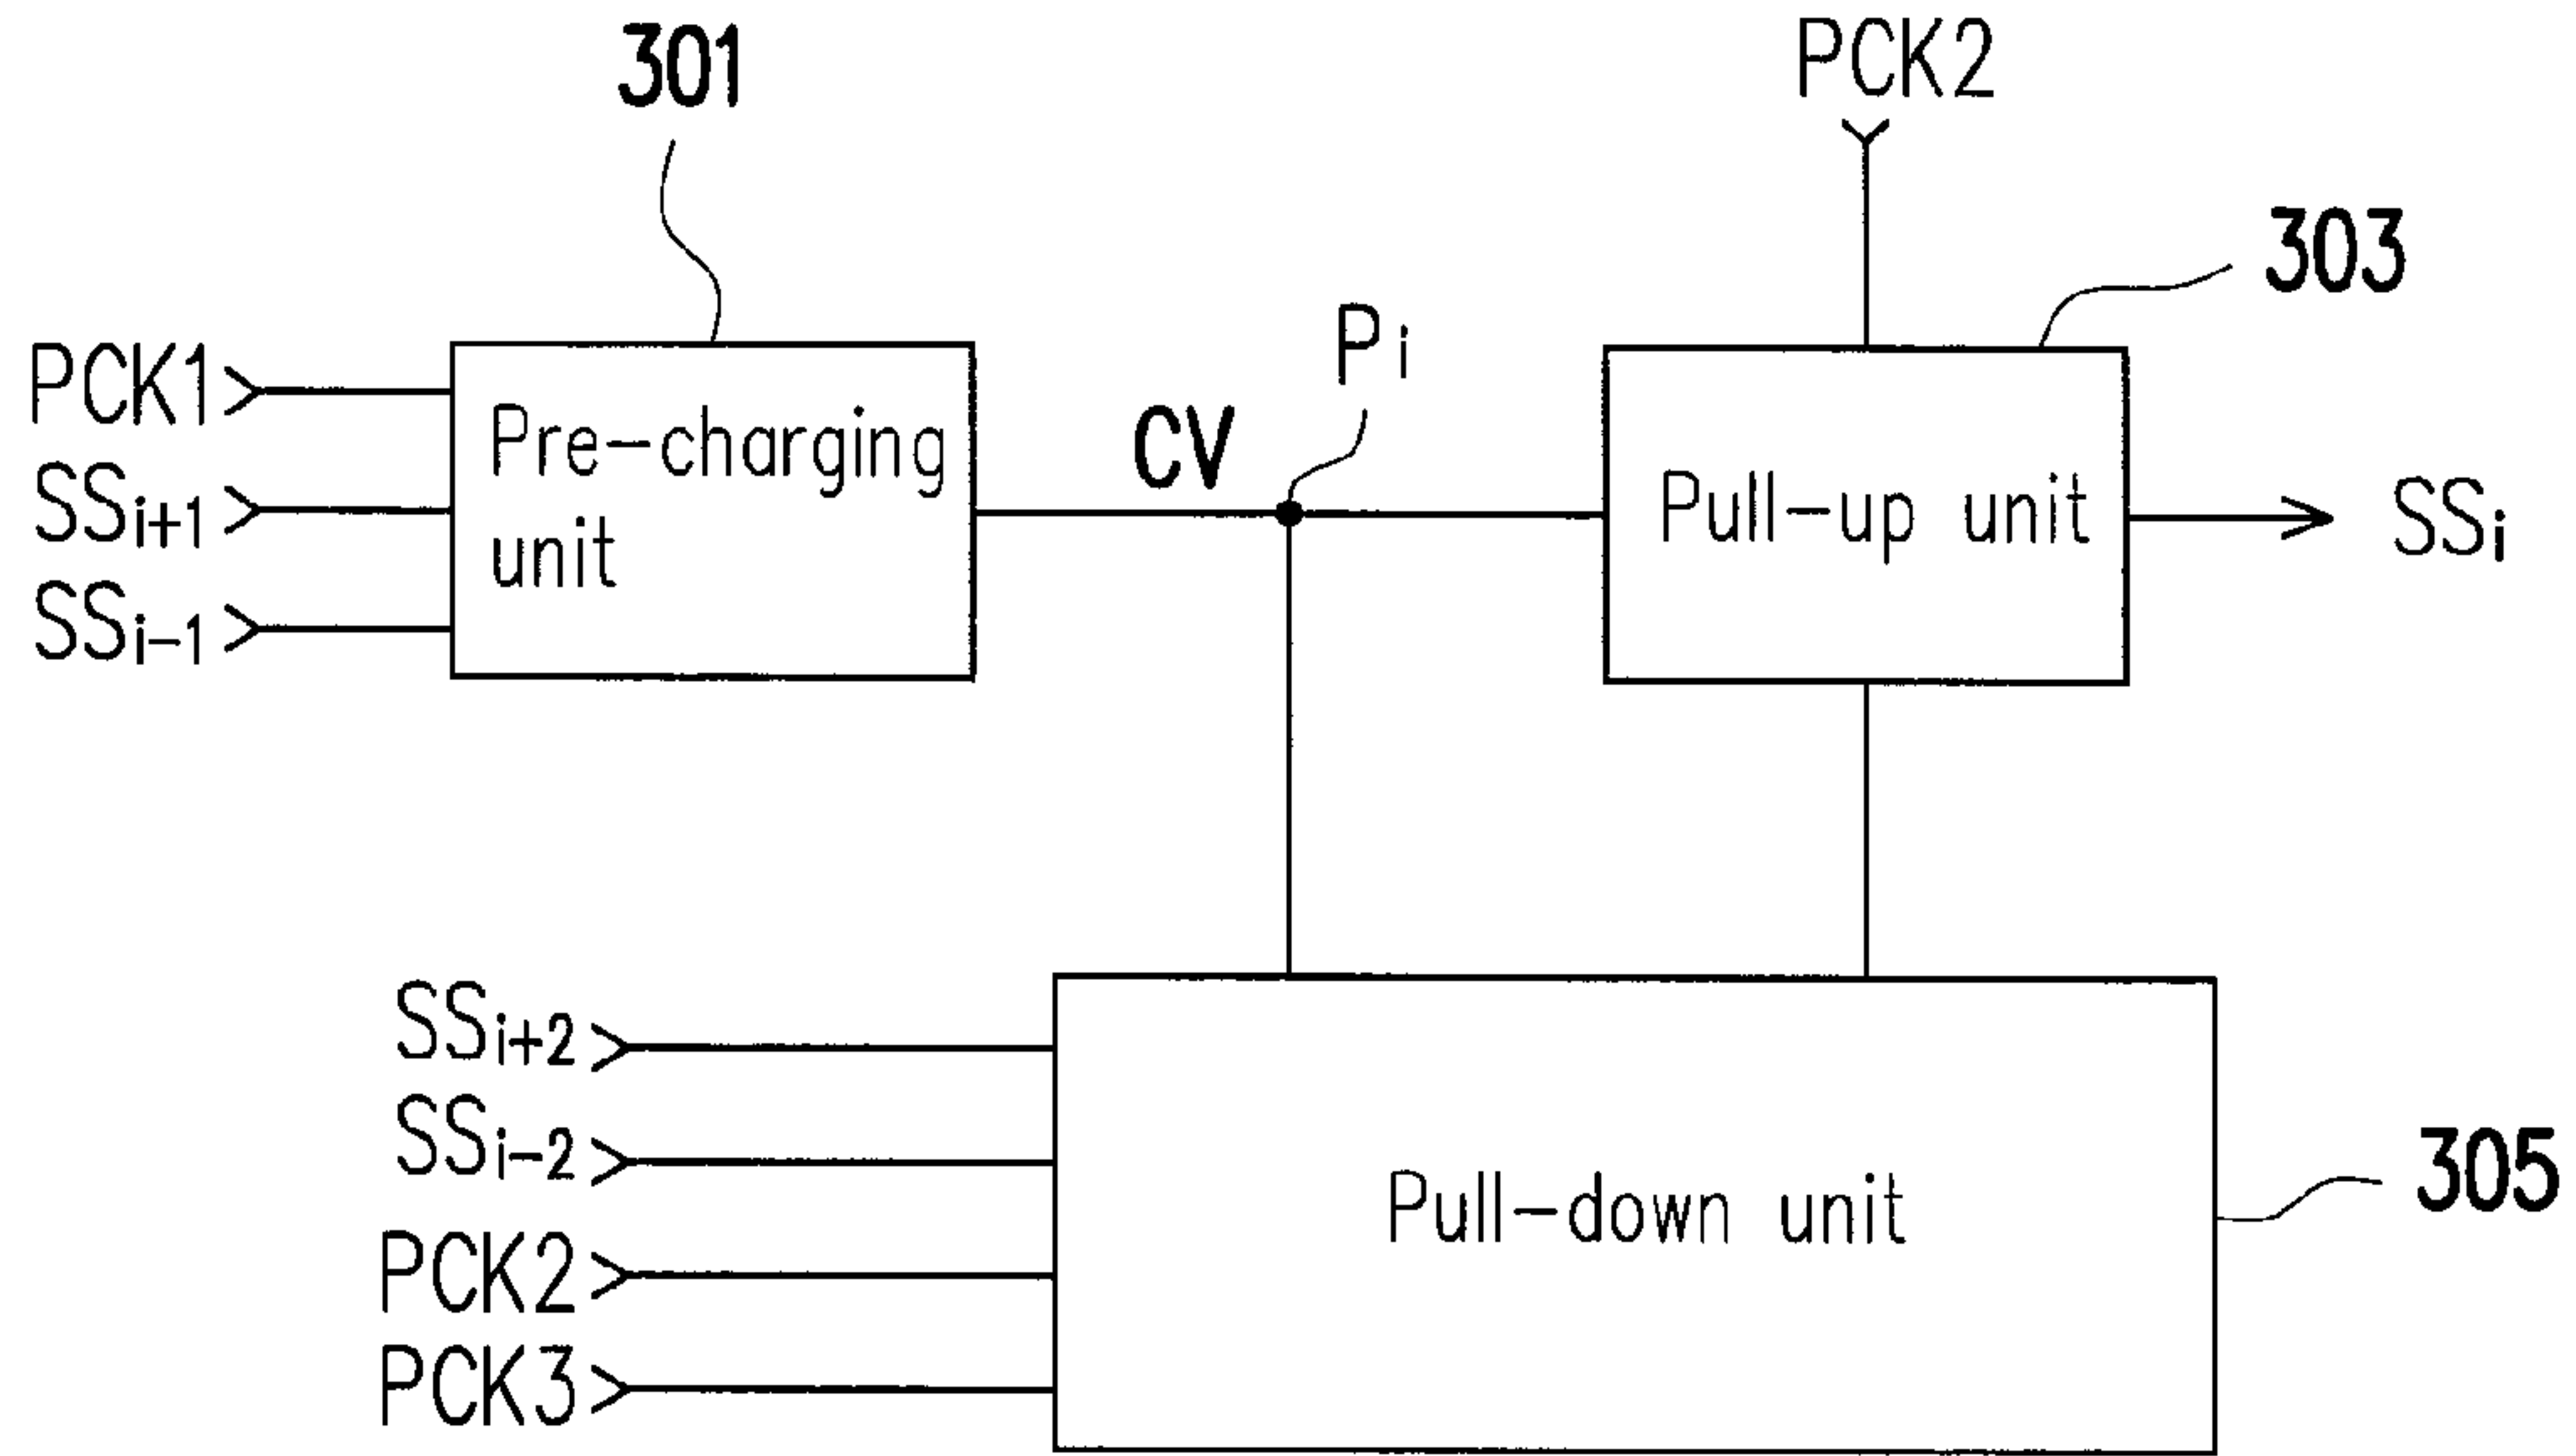 301
PCK2
303
Pi
PCK1
CV
Pre-charging
unit
SSi+1
Pull-up unit
SSi
SSi-1
SSi+2
SSi-2
305
Pull-down unit
PCK2
PCK3